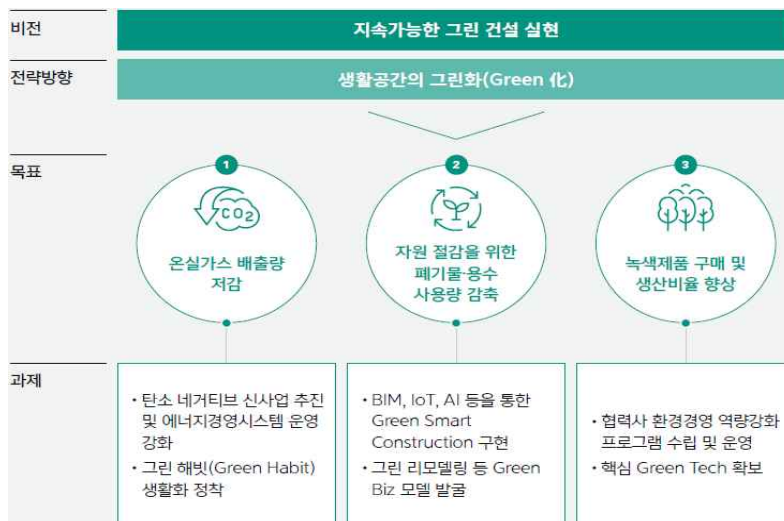 비전
지속가능한 그린 건설 실현
전략방향
생활공간의 그린화(Green 化)
목표
1
CO2
온실가스 배출량
저감
2
자원 절감을 위한
폐기물·용수
사용량 감축
3
녹색제품 구매 및
생산비율 향상
과제
• 탄소 네거티브 신사업 추진
및 에너지경영시스템 운영
강화
• 그린 해빗(Green Habit)
생활화 정착
• BIM, IoT, AI 등을 통한
Green Smart
Construction 구현
• 그린 리모델링 등 Green
Biz 모델 발굴
• 협력사 환경경영 역량강화
프로그램 수립 및 운영
• 핵심 Green Tech 확보